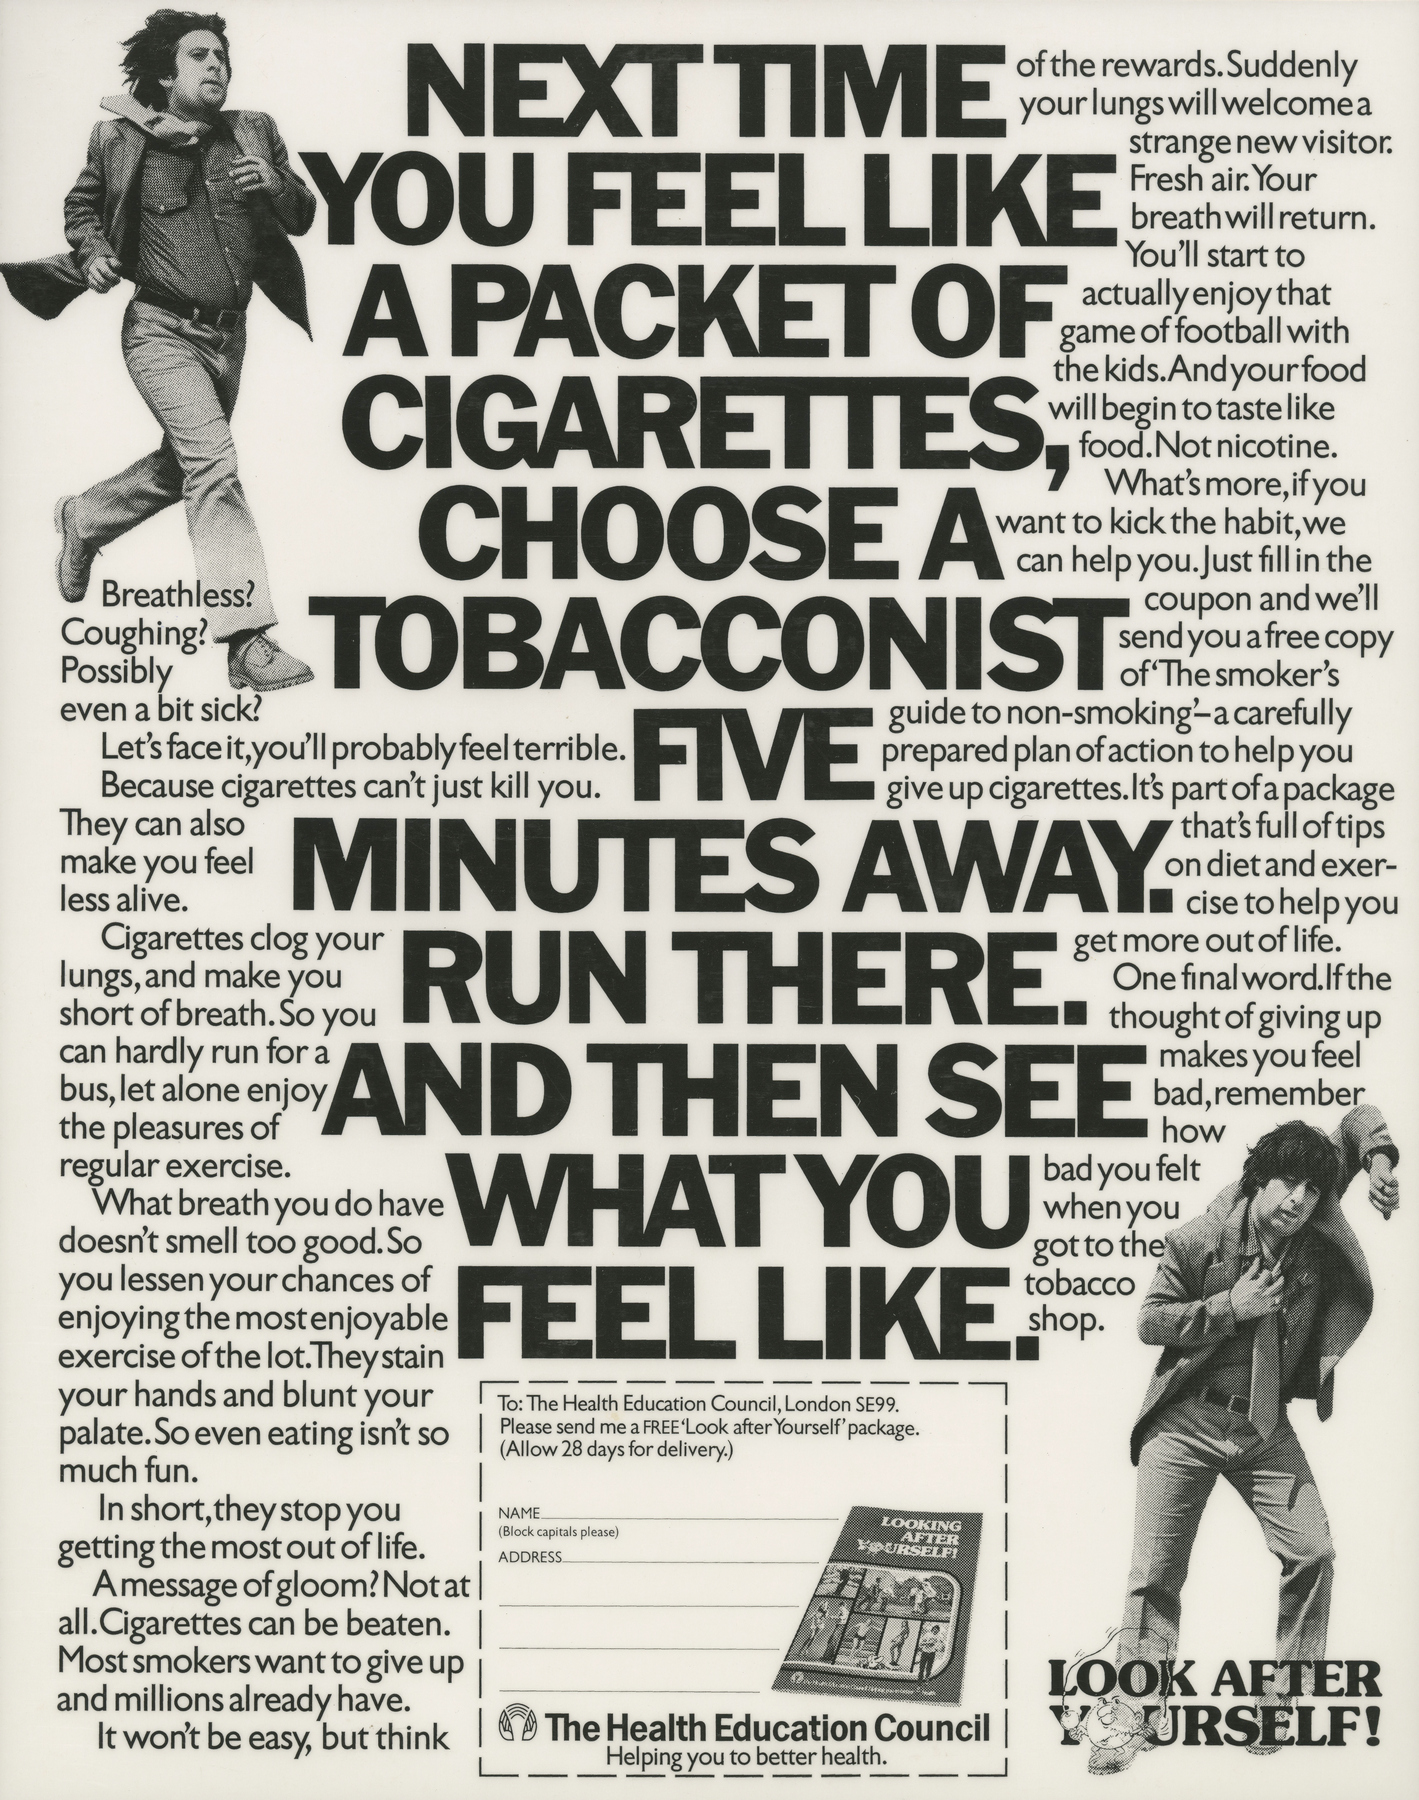 NEXT TIME
YOU FEEL LIKE
A PACKET OF
CIGARETTES,
CHOOSE A
TOBACCONIST
FIVE
MINUTES AWAY.
RUN THERE.
AND THEN SEE
WHAT YOU
FEEL LIKE.
Breathless?
Coughing?
Possibly
even a bit sick?
Let's face it, you'll probably feel terrible.
Because cigarettes can't just kill you.
They can also
make you feel
less alive.
Cigarettes clog your
lungs, and make you
short of breath. So you
can hardly run for a
bus, let alone enjoy
the pleasures of
regular exercise.
What breath you do have
doesn't smell too good. So
you lessen your chances of
enjoying the most enjoyable
exercise of the lot. They stain
your hands and blunt your
palate. So even eating isn't so
much fun.
In short, they stop you
getting the most out of life.
A message of gloom? Not at
all. Cigarettes can be beaten.
Most smokers want to give up
and millions already have.
It won't be easy, but think
of the rewards. Suddenly
your lungs will welcome a
strange new visitor.
Fresh air. Your
breath will return.
You'll start to
actually enjoy that
game of football with
the kids. And your food
will begin to taste like
food. Not nicotine.
What's more, if you
want to kick the habit, we
can help you. Just fill in the
coupon and we'll
send you a free copy
of 'The smoker's
guide to non-smoking'– a carefully
prepared plan of action to help you
give up cigarettes. It's part of a package
that's full of tips
on diet and exer-
cise to help you
get more out of life.
One final word. If the
thought of giving up
makes you feel
bad, remember
how
bad you felt
when you
got to the
tobacco
shop.
To: The Health Education Council, London SE99.
Please send me a FREE 'Look after Yourself' package.
(Allow 28 days for delivery.)
NAME
(Block capitals please)
ADDRESS
LOOKING
AFTER
YOURSELF!
The Health Education Council
Helping you to better health.
LOOK AFTER
YOURSELF!